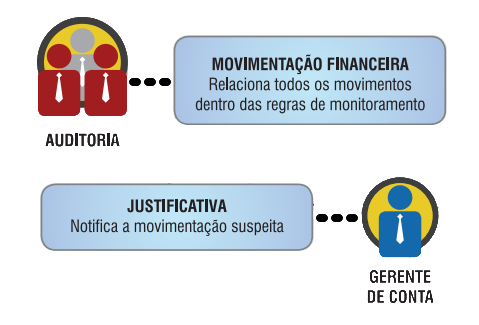 MOVIMENTAÇÃO FINANCEIRA
Relaciona todos os movimentos
dentro das regras de monitoramento
AUDITORIA
JUSTIFICATIVA
Notifica a movimentação suspeita
GERENTE
DE CONTA